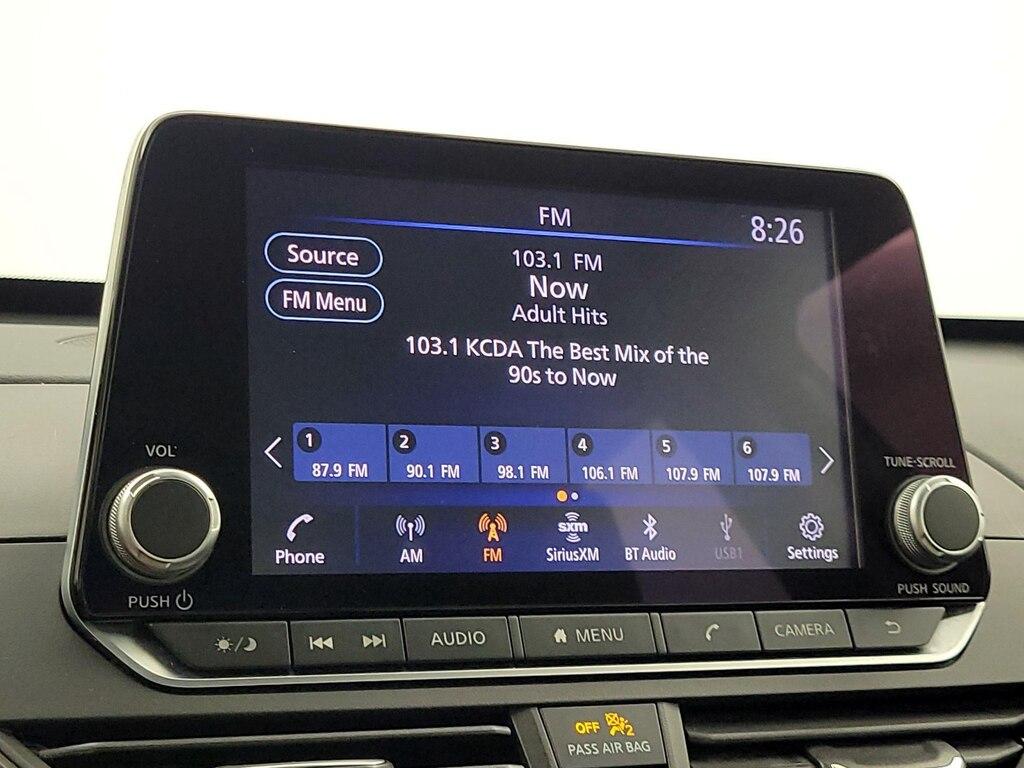 FM
8:26
Source
103.1 FM
FM Menu
Now
Adult Hits
103.1 KCDA The Best Mix of the
90s to Now
1 2 3 4 5 6
87.9 FM 90.1 FM 98.1 FM 106.1 FM 107.9 FM 107.9 FM
VOL
TUNE·SCROLL
sxm
Phone AM FM SiriusXM BT Audio USB1 Settings
PUSH
PUSH SOUND
AUDIO MENU CAMERA
OFF 2
PASS AIR BAG